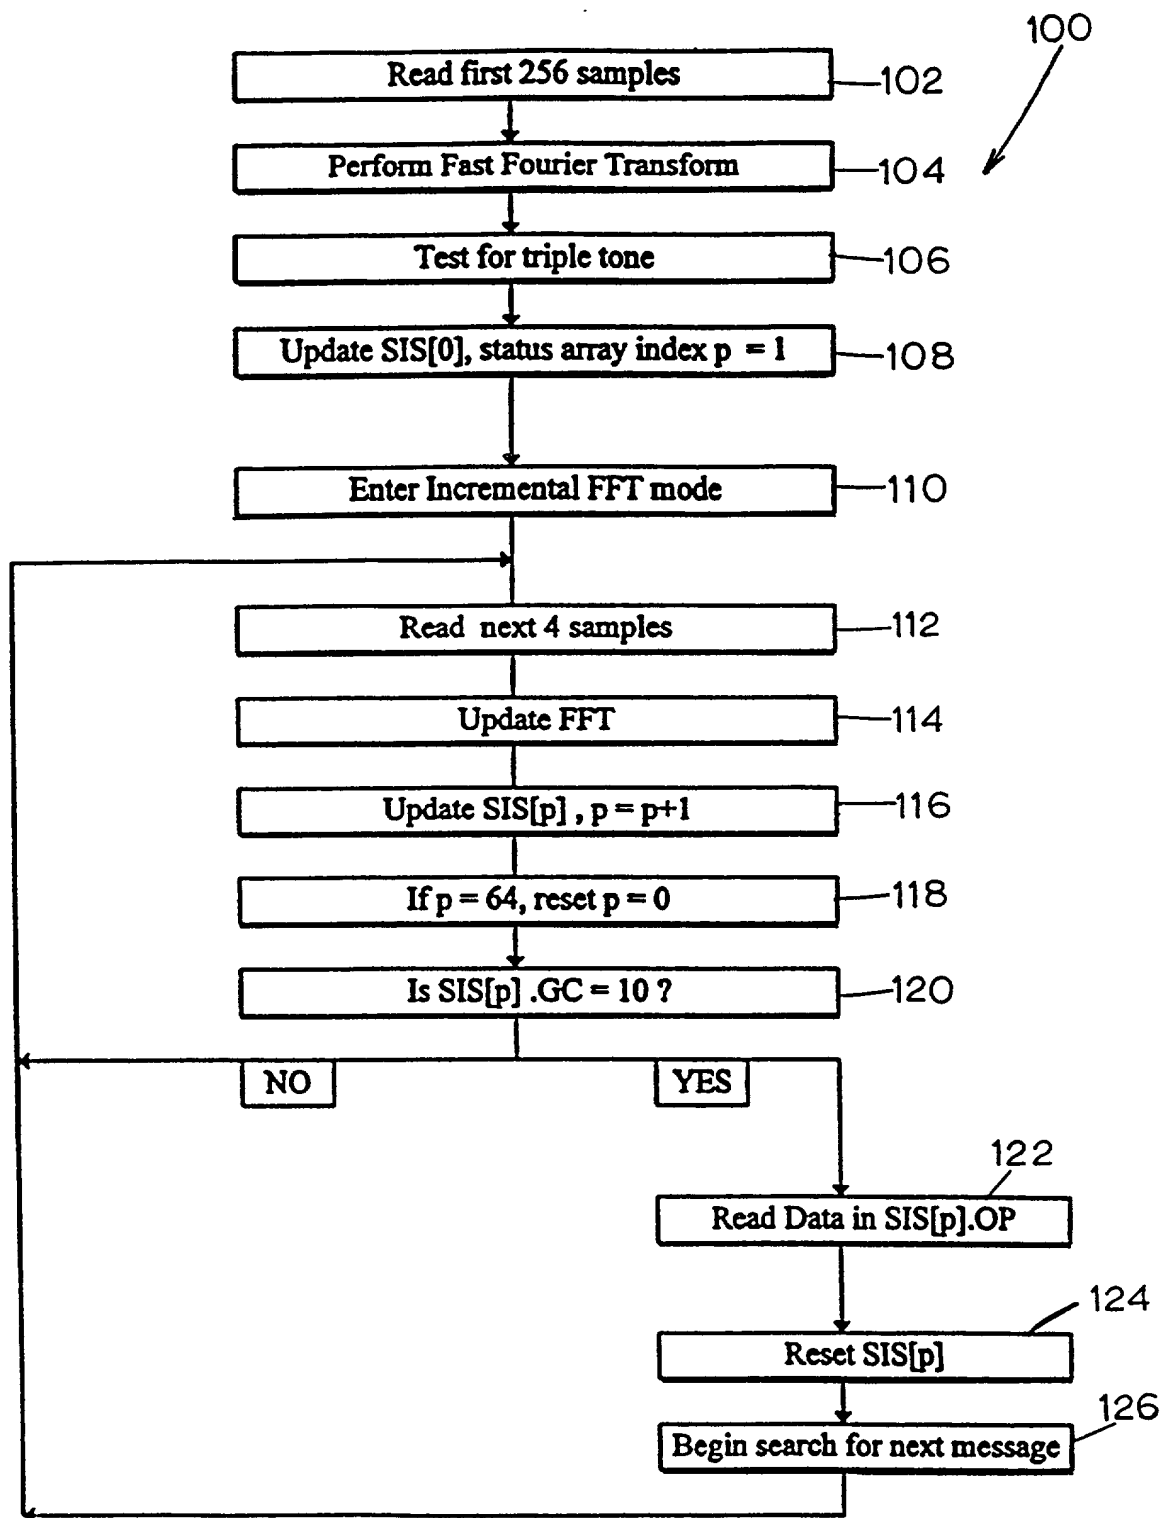 100
Read first 256 samples
102
Perform Fast Fourier Transform
104
Test for triple tone
106
Update SIS[0], status array index p = 1
108
Enter Incremental FFT mode
110
Read next 4 samples
112
Update FFT
114
Update SIS[p] , p = p+1
116
If p = 64, reset p = 0
118
Is SIS[p] .GC = 10 ?
120
NO
YES
122
Read Data in SIS[p].OP
124
Reset SIS[p]
126
Begin search for next message